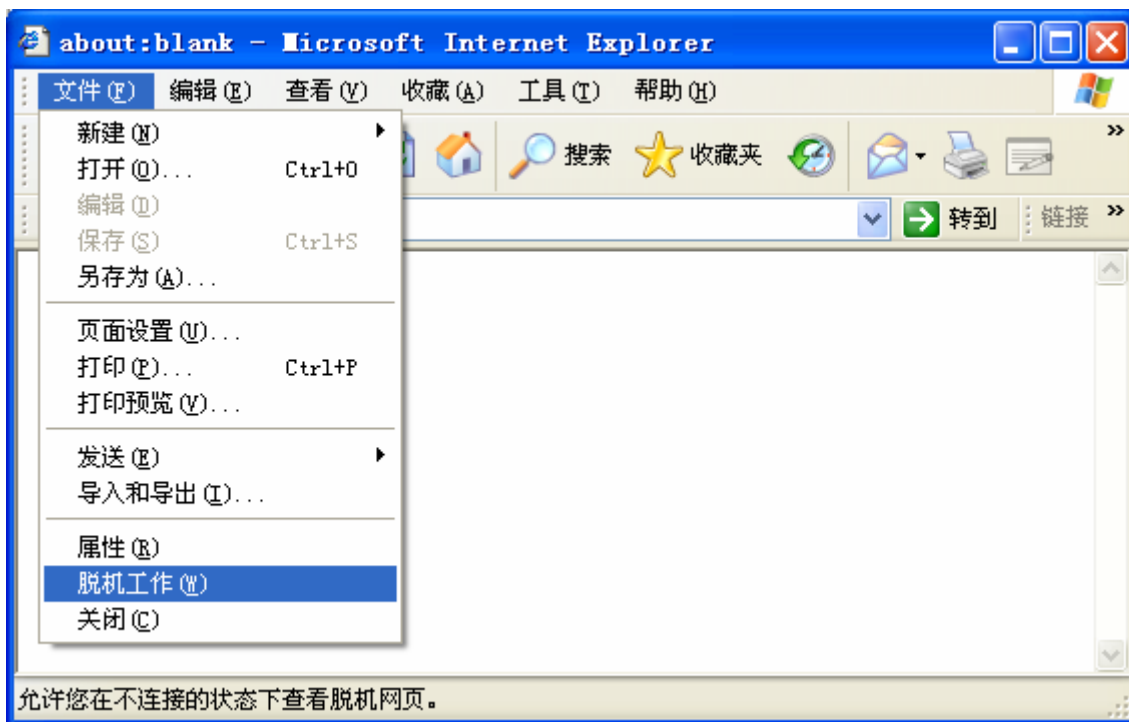 about:blank - Microsoft Internet Explorer
文件(F) 编辑(E) 查看(V) 收藏(A) 工具(T) 帮助(H)
搜索 收藏夹
转到 链接
新建(N)
打开(O)... Ctrl+O
编辑(D)
保存(S) Ctrl+S
另存为(A)...
页面设置(U)...
打印(P)... Ctrl+P
打印预览(V)...
发送(E)
导入和导出(I)...
属性(R)
脱机工作(W)
关闭(C)
允许您在不连接的状态下查看脱机网页。